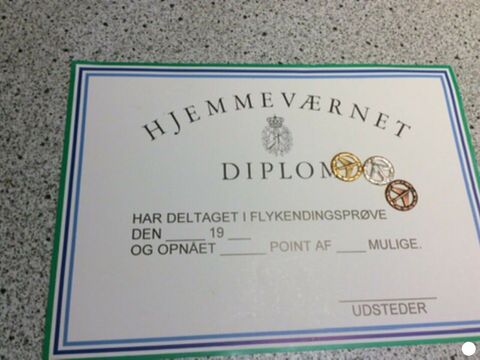 HJEMMEVÆRNET
DIPLOM
HAR DELTAGET I FLYKENDINGSPRØVE
DEN _____ 19 ___
OG OPNÅET ______ POINT AF ____ MULIGE.
UDSTEDER